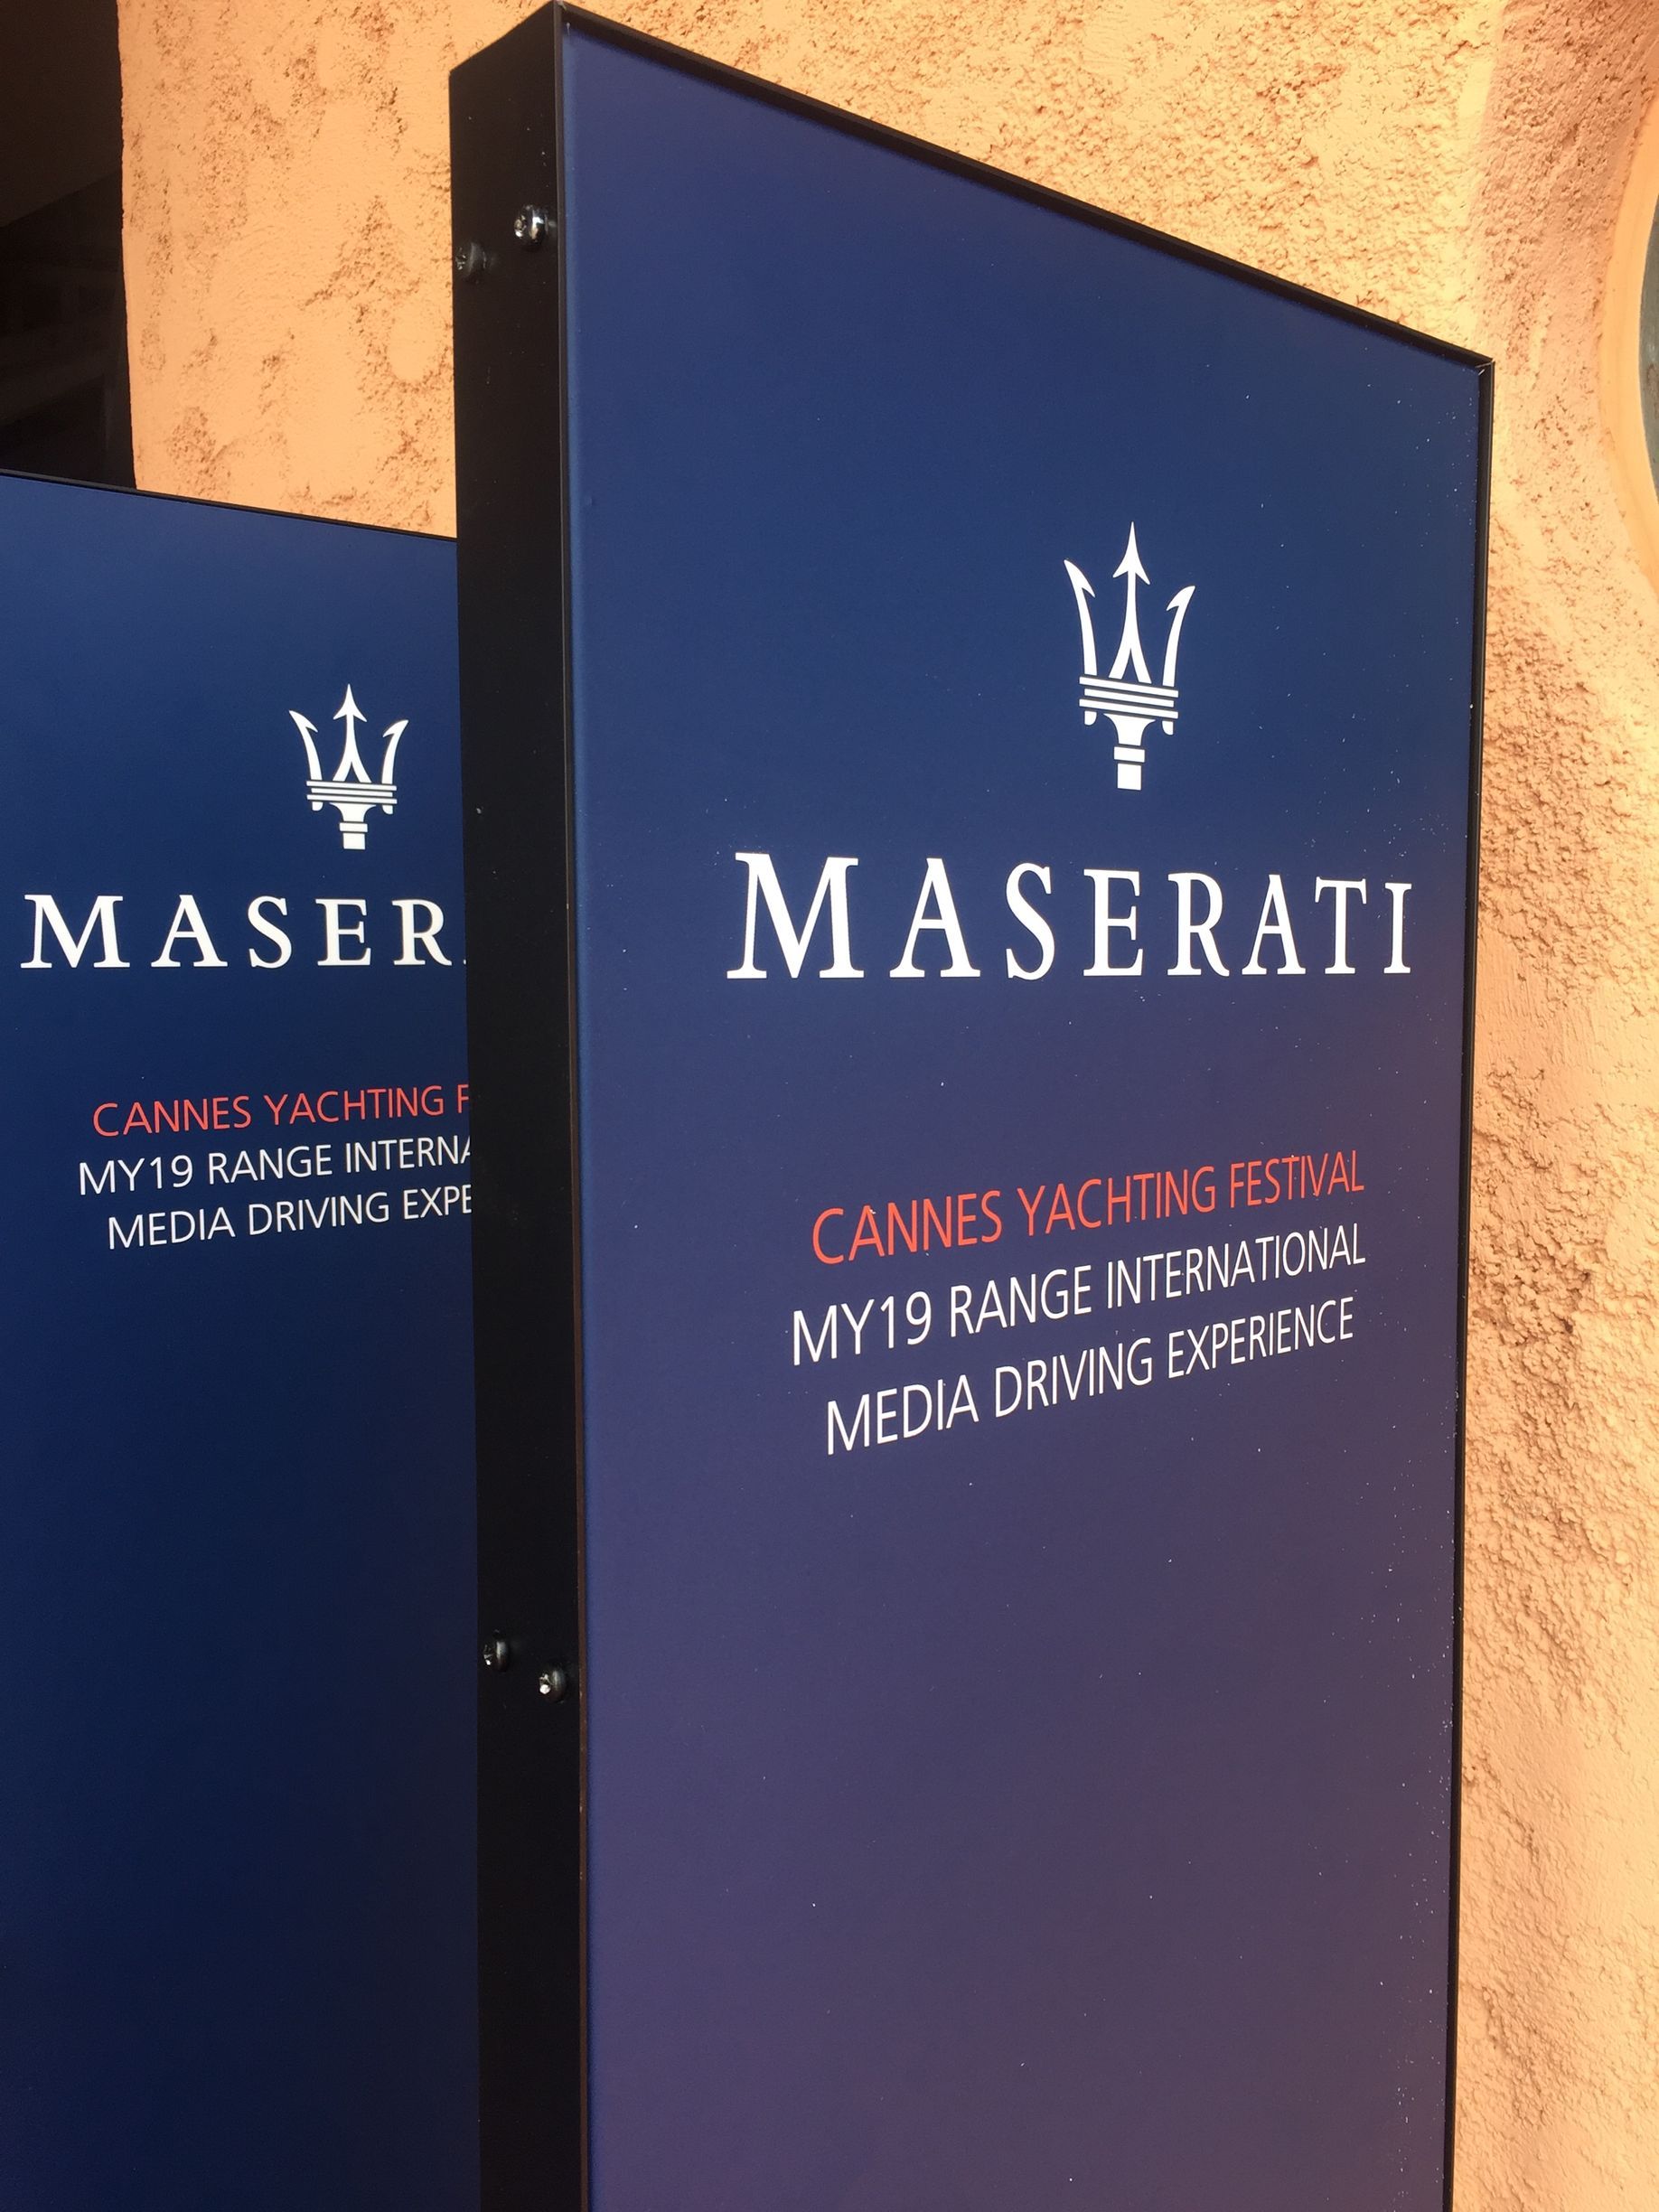 MASER
CANNES YACHTING F
MY19 RANGE INTERNA
MEDIA DRIVING EXPE
MASERATI
CANNES YACHTING FESTIVAL
MY19 RANGE INTERNATIONAL
MEDIA DRIVING EXPERIENCE